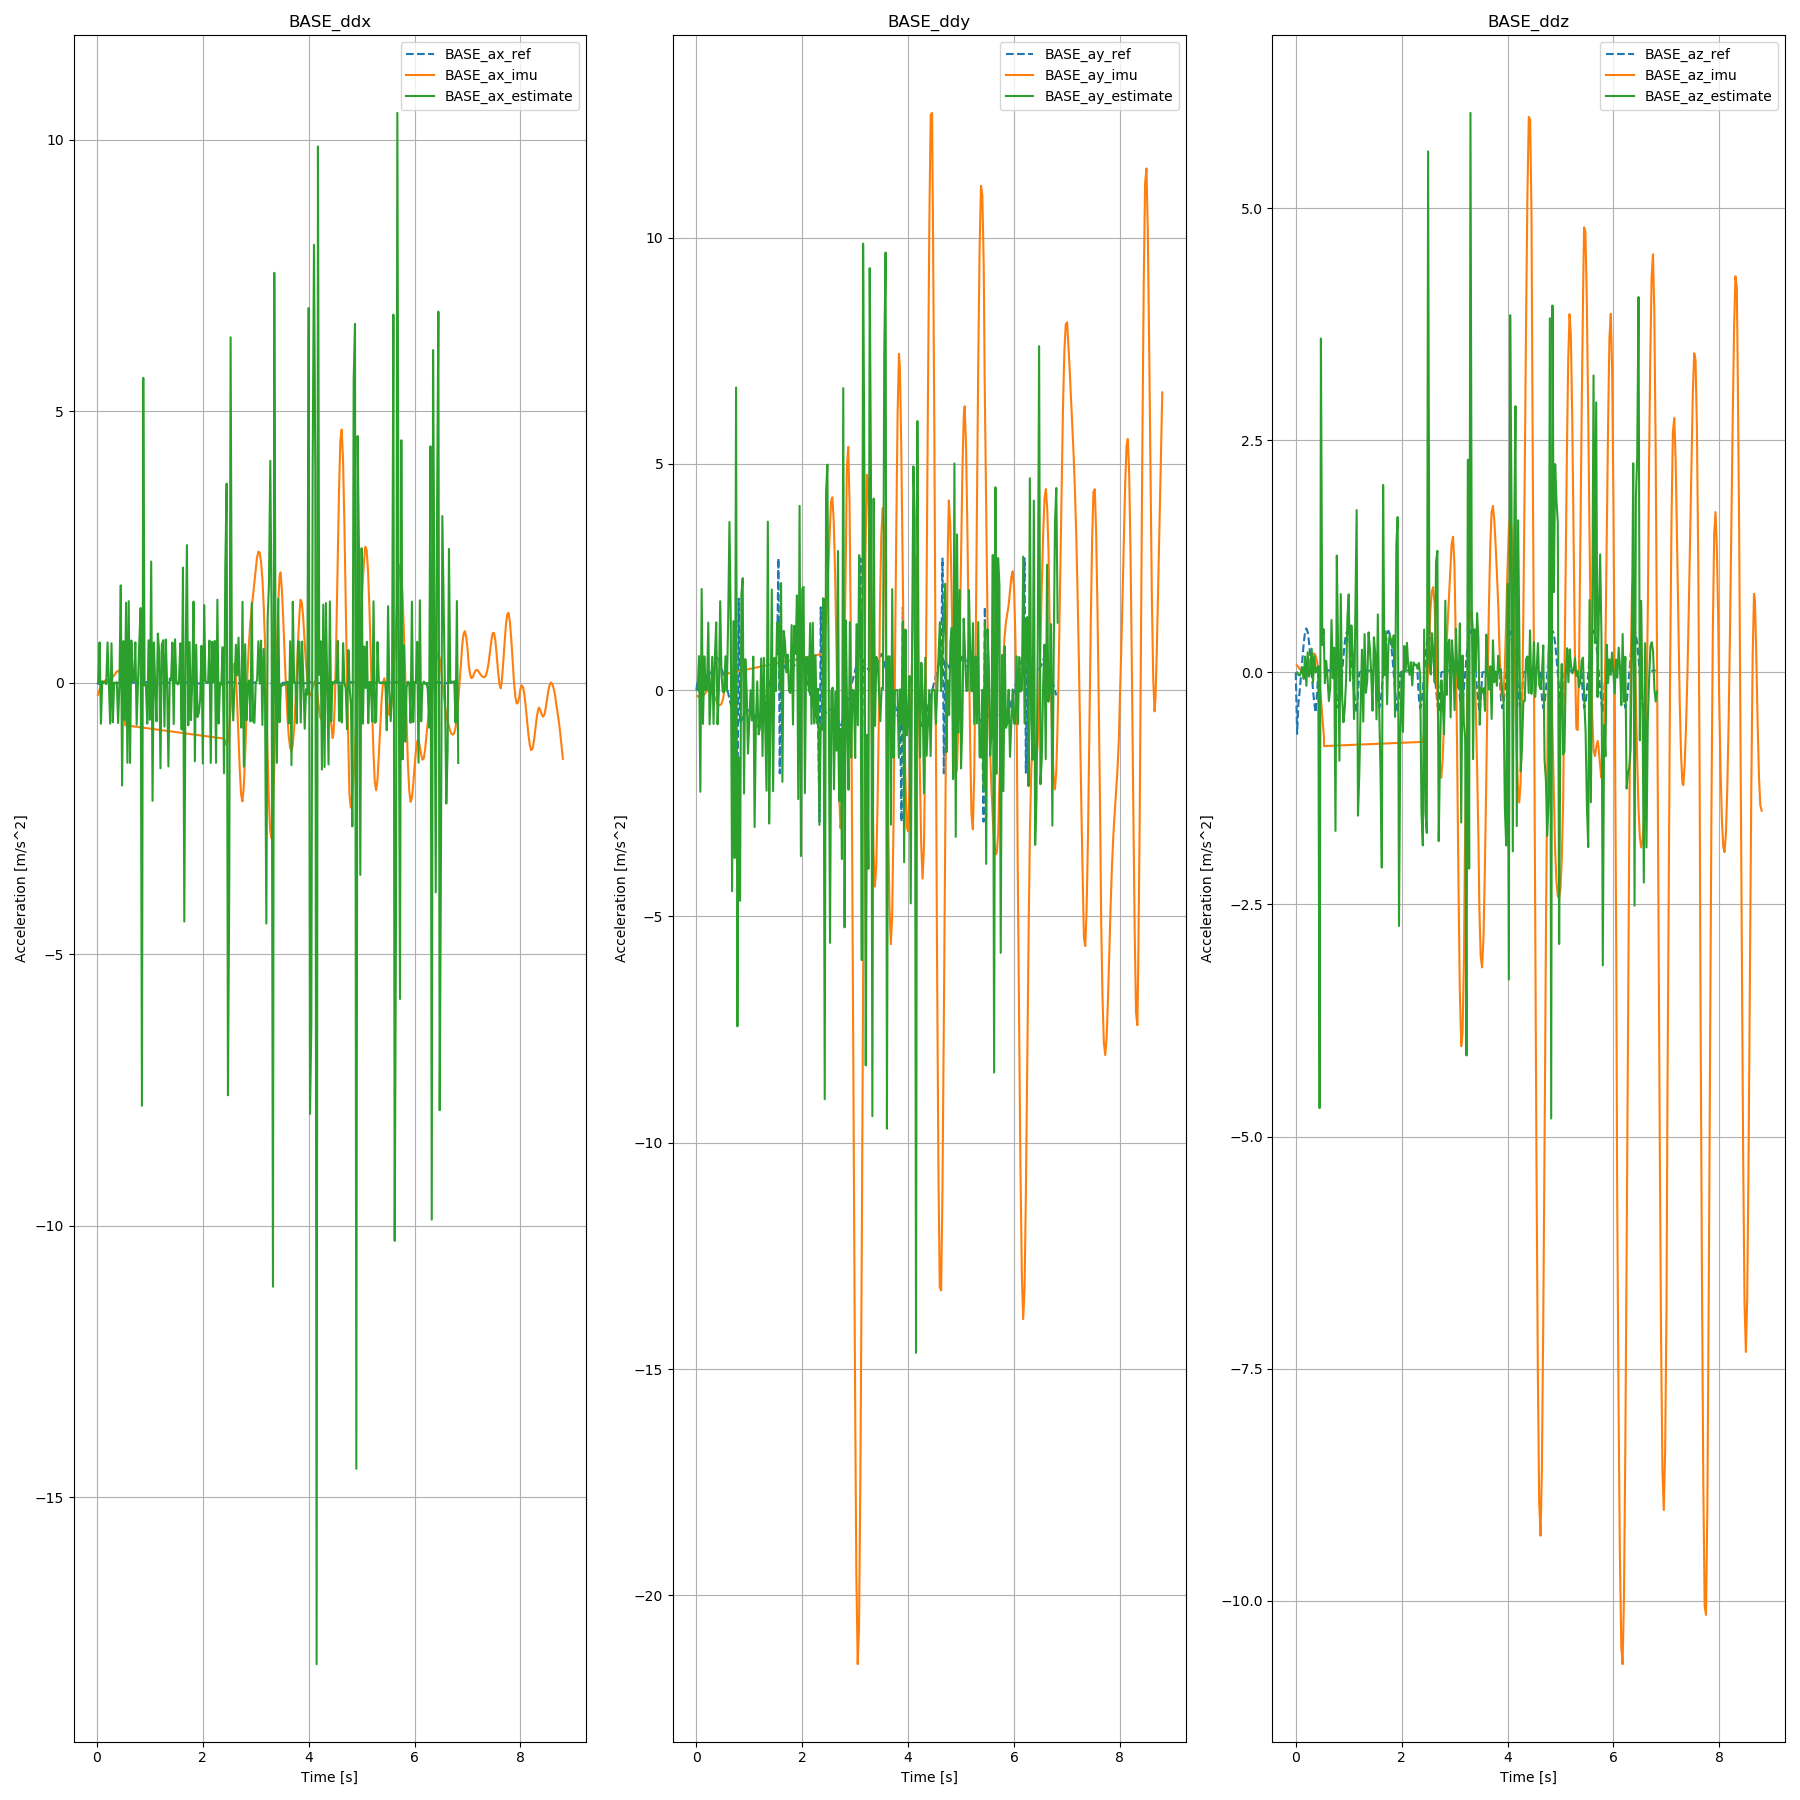 BASE_ddx
BASE_ax_ref
BASE_ax_imu
BASE_ax_estimate
10
5
0
−5
−10
−15
Acceleration [m/s^2]
0 2 4 6 8
Time [s]
BASE_ddy
BASE_ay_ref
BASE_ay_imu
BASE_ay_estimate
10
5
0
−5
−10
−15
−20
Acceleration [m/s^2]
0 2 4 6 8
Time [s]
BASE_ddz
BASE_az_ref
BASE_az_imu
BASE_az_estimate
5.0
2.5
0.0
−2.5
−5.0
−7.5
−10.0
Acceleration [m/s^2]
0 2 4 6 8
Time [s]